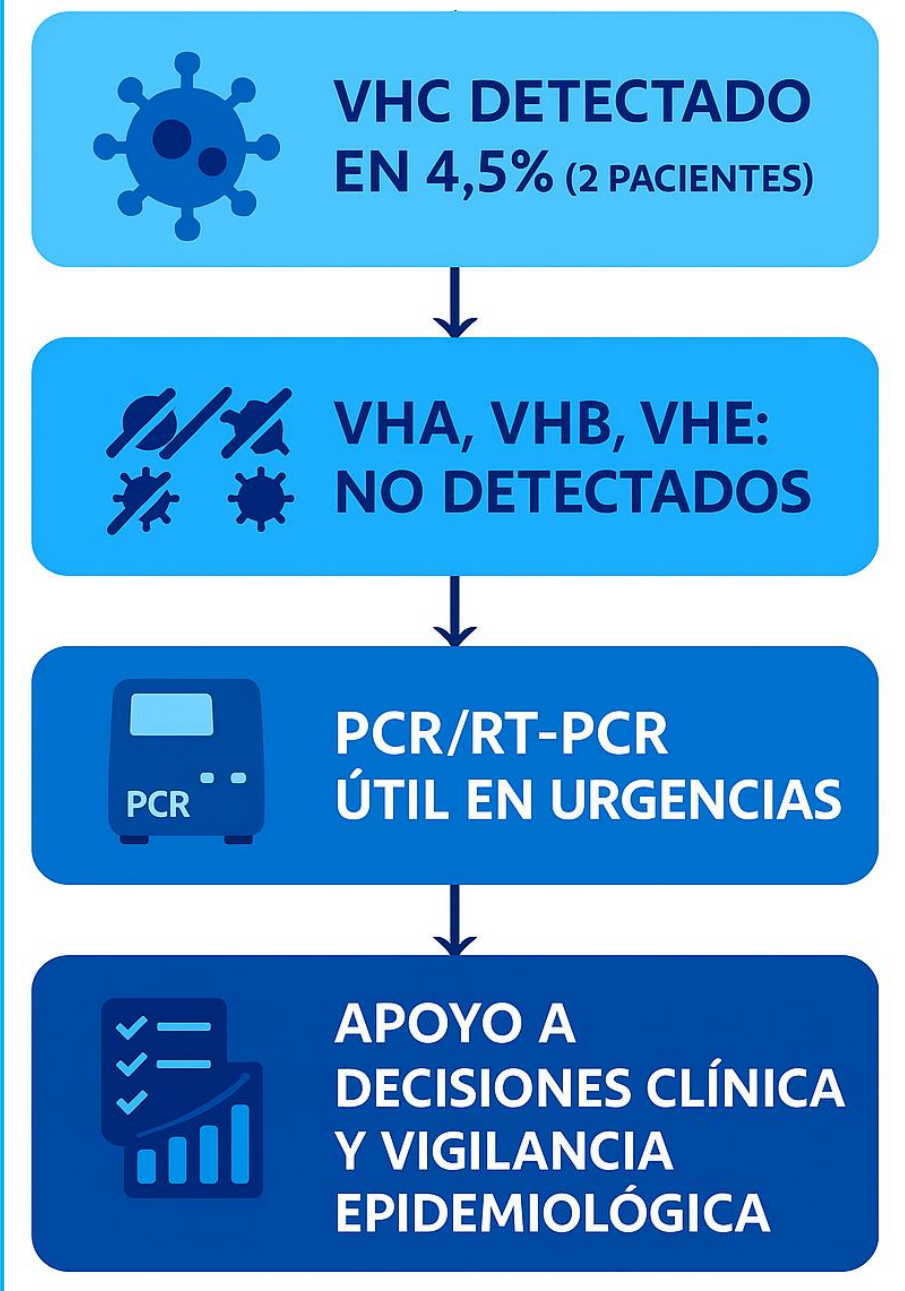 VHC DETECTADO
EN 4,5% (2 PACIENTES)
VHA, VHB, VHE:
NO DETECTADOS
PCR
PCR/RT-PCR
ÚTIL EN URGENCIAS
APOYO A
DECISIONES CLÍNICA
Y VIGILANCIA
EPIDEMIOLÓGICA